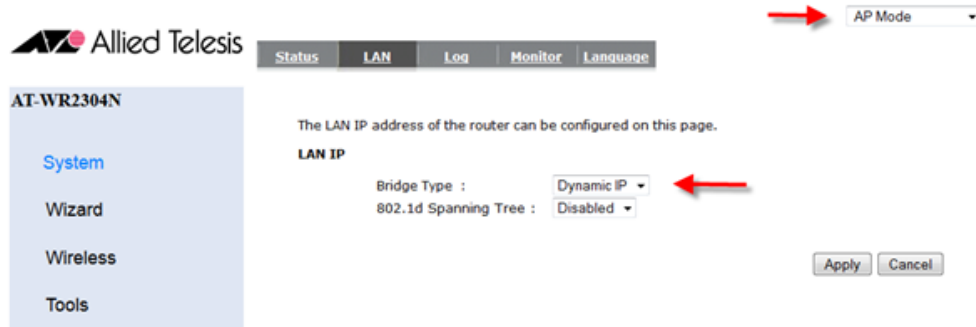 AP Mode
Allied Telesis
Status LAN Log Monitor Language
AT-WR2304N
The LAN IP address of the router can be configured on this page.
LAN IP
System
Bridge Type : Dynamic IP
802.1d Spanning Tree : Disabled
Wizard
Wireless
Apply Cancel
Tools